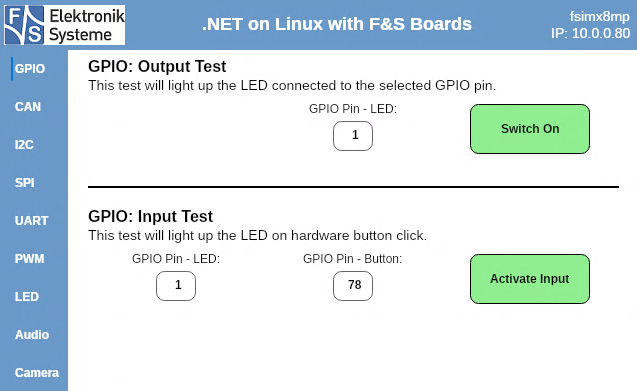 F&S Elektronik
Systeme
.NET on Linux with F&S Boards
fsimx8mp
IP: 10.0.0.80
GPIO
CAN
I2C
SPI
UART
PWM
LED
Audio
Camera
GPIO: Output Test
This test will light up the LED connected to the selected GPIO pin.
GPIO Pin - LED:
1
Switch On
GPIO: Input Test
This test will light up the LED on hardware button click.
GPIO Pin - LED:
GPIO Pin - Button:
1
78
Activate Input